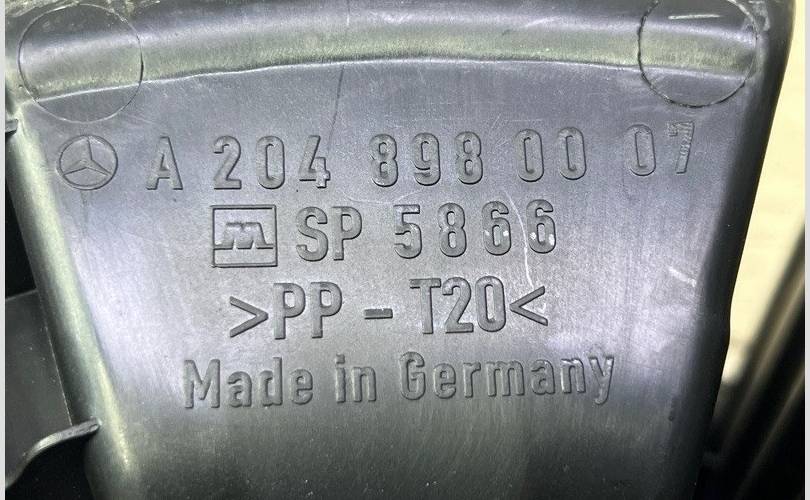 A 204 898 00 07
M SP 5866
>PP-T20<
Made in Germany